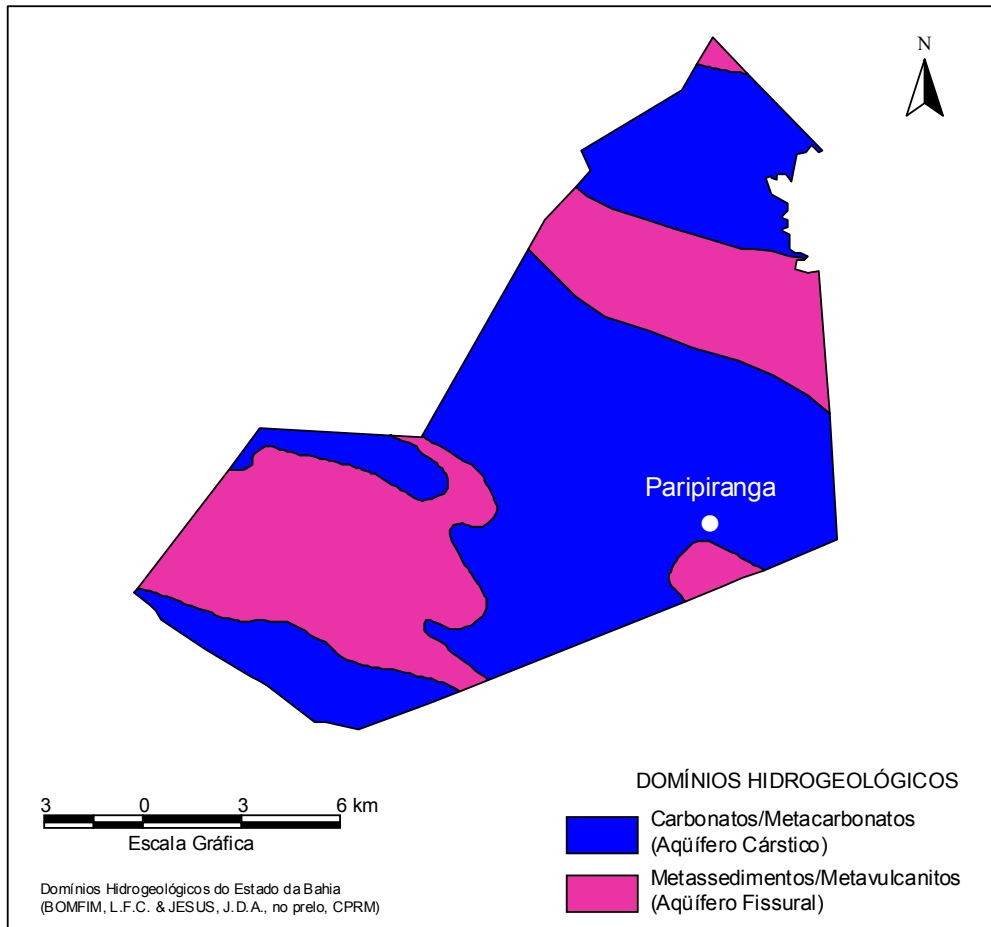 N
Paripiranga
3 0 3 6 km
Escala Gráfica
Domínios Hidrogeológicos do Estado da Bahia
(BOMFIM, L.F.C. & JESUS, J.D.A., no prelo, CPRM)
DOMÍNIOS HIDROGEOLÓGICOS
Carbonatos/Metacarbonatos
(Aqüífero Cárstico)
Metassedimentos/Metavulcanitos
(Aqüífero Fissural)